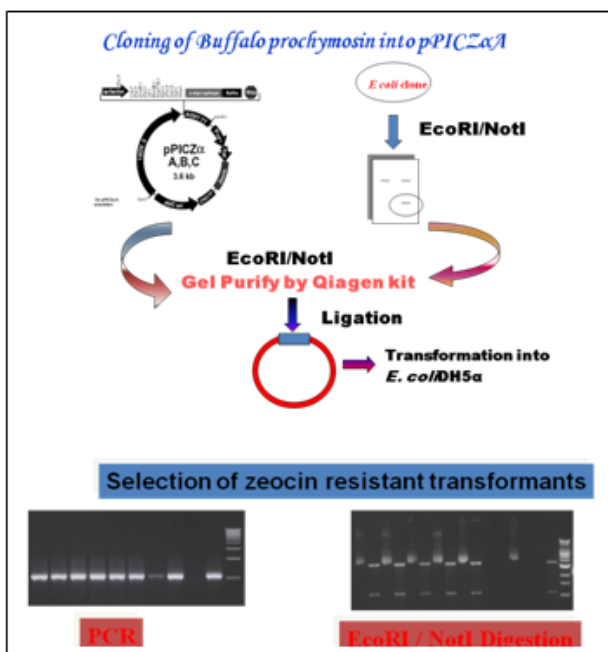 Cloning of Buffalo prochymosin into pPICZαA
E coli clone
EcoRI/NotI
pPICZα
A,B,C
3.6 kb
EcoRI/NotI
Gel Purify by Qiagen kit
Ligation
Transformation into
E. coliDH5α
Selection of zeocin resistant transformants
PCR
EcoRI / NotI Digestion